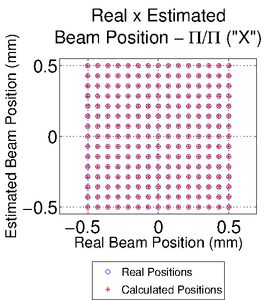 Real x Estimated
Beam Position – Π/Π ("X")
Estimated Beam Position (mm)
0.5
0
−0.5
−0.5 0 0.5
Real Beam Position (mm)
Real Positions
Calculated Positions